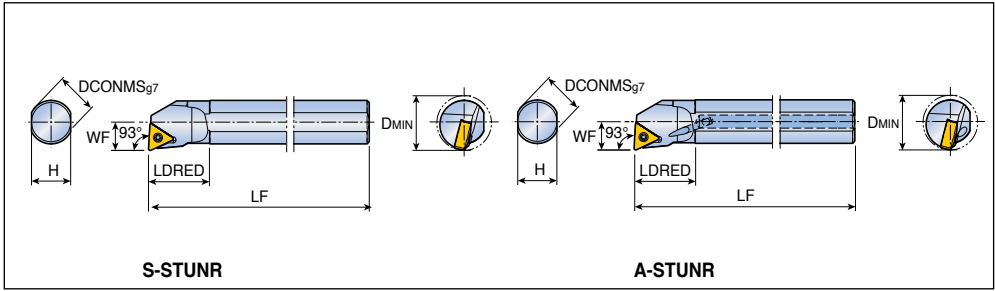 DCONMSg7
WF
93°
H
LDRED
LF
DMIN
S-STUNR
DCONMSg7
WF
93°
H
LDRED
LF
DMIN
A-STUNR